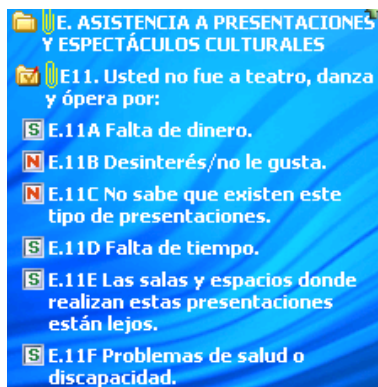 E. ASISTENCIA A PRESENTACIONES
Y ESPECTÁCULOS CULTURALES
E11. Usted no fue a teatro, danza
y ópera por:
S E.11A Falta de dinero.
N E.11B Desinterés/no le gusta.
N E.11C No sabe que existen este
tipo de presentaciones.
S E.11D Falta de tiempo.
S E.11E Las salas y espacios donde
realizan estas presentaciones
están lejos.
S E.11F Problemas de salud o
discapacidad.